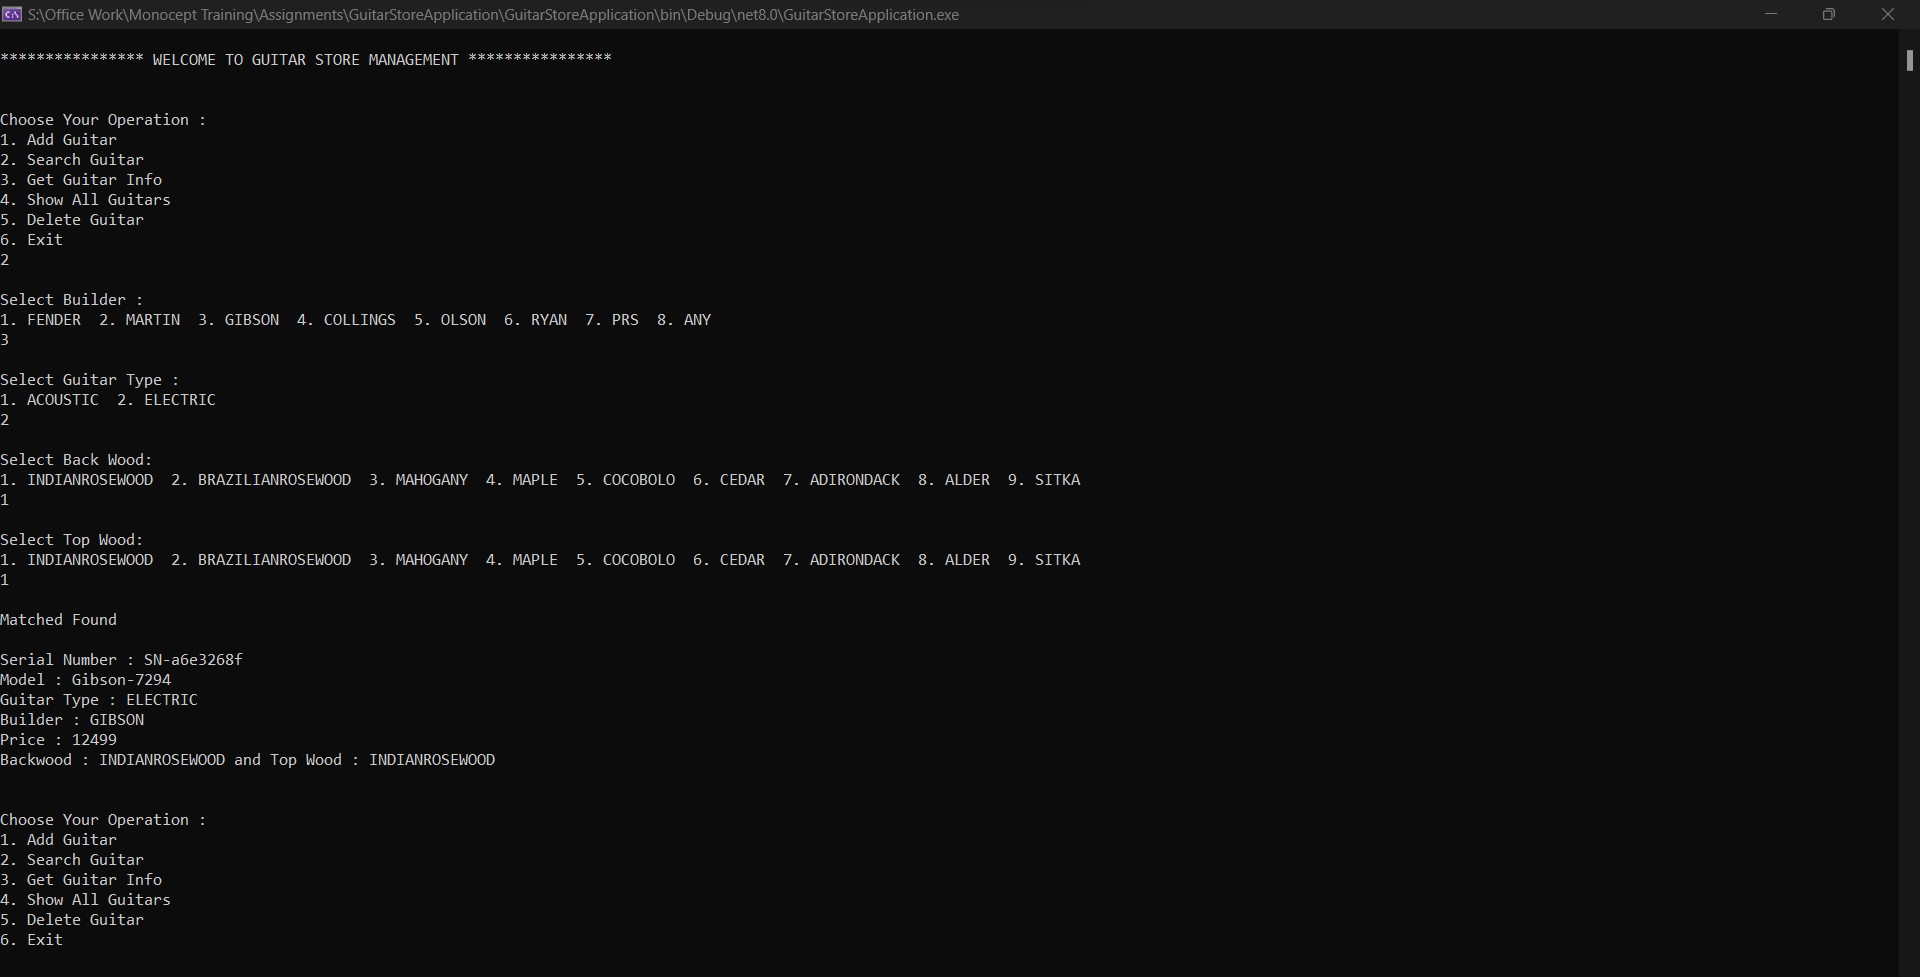 S:\Office Work\Monocept Training\Assignments\GuitarStoreApplication\GuitarStoreApplication\bin\Debug\net8.0\GuitarStoreApplication.exe
**************** WELCOME TO GUITAR STORE MANAGEMENT ****************
Choose Your Operation :
1. Add Guitar
2. Search Guitar
3. Get Guitar Info
4. Show All Guitars
5. Delete Guitar
6. Exit
2
Select Builder :
1. FENDER  2. MARTIN  3. GIBSON  4. COLLINGS  5. OLSON  6. RYAN  7. PRS  8. ANY
3
Select Guitar Type :
1. ACOUSTIC  2. ELECTRIC
2
Select Back Wood:
1. INDIANROSEWOOD  2. BRAZILIANROSEWOOD  3. MAHOGANY  4. MAPLE  5. COCOBOLO  6. CEDAR  7. ADIRONDACK  8. ALDER  9. SITKA
1
Select Top Wood:
1. INDIANROSEWOOD  2. BRAZILIANROSEWOOD  3. MAHOGANY  4. MAPLE  5. COCOBOLO  6. CEDAR  7. ADIRONDACK  8. ALDER  9. SITKA
1
Matched Found
Serial Number : SN-a6e3268f
Model : Gibson-7294
Guitar Type : ELECTRIC
Builder : GIBSON
Price : 12499
Backwood : INDIANROSEWOOD and Top Wood : INDIANROSEWOOD
Choose Your Operation :
1. Add Guitar
2. Search Guitar
3. Get Guitar Info
4. Show All Guitars
5. Delete Guitar
6. Exit